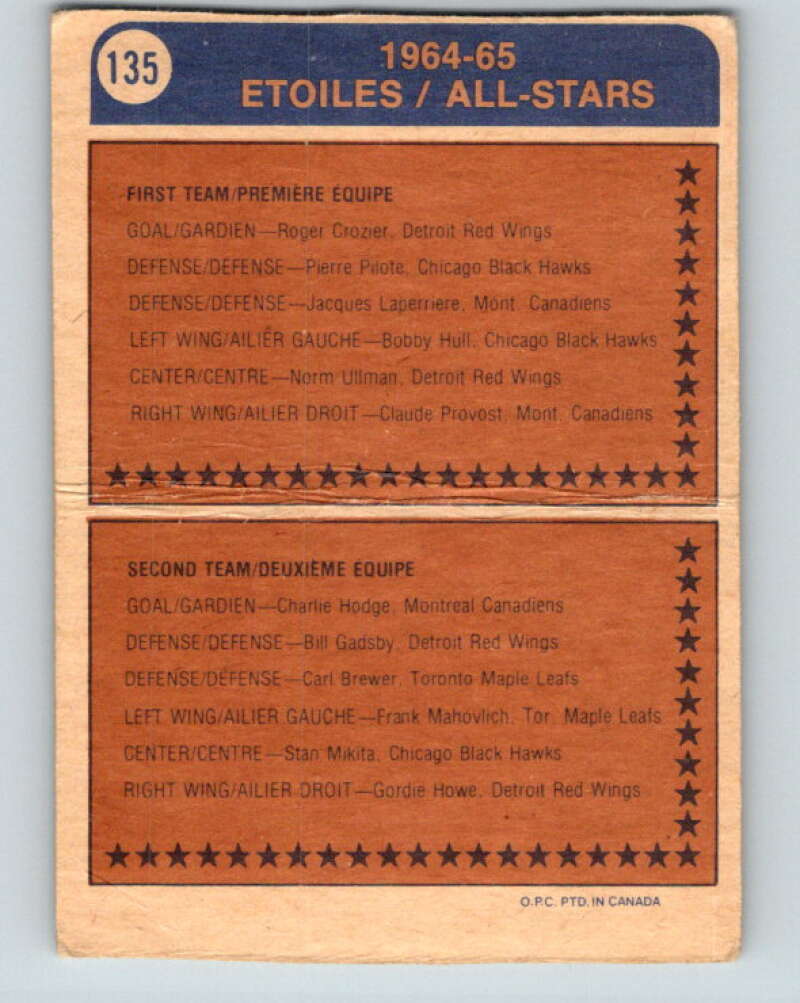 135
1964-65
ETOILES / ALL-STARS
FIRST TEAM/PREMIÈRE ÉQUIPE
GOAL/GARDIEN—Roger Crozier, Detroit Red Wings
DEFENSE/DEFENSE—Pierre Pilote, Chicago Black Hawks
DEFENSE/DEFENSE—Jacques Laperriere, Mont. Canadiens
LEFT WING/AILIÉR GAUCHE—Bobby Hull, Chicago Black Hawks
CENTER/CENTRE—Norm Ullman, Detroit Red Wings
RIGHT WING/AILIER DROIT—Claude Provost, Mont. Canadiens
SECOND TEAM/DEUXIÈME ÉQUIPE
GOAL/GARDIEN—Charlie Hodge, Montreal Canadiens
DEFENSE/DEFENSE—Bill Gadsby, Detroit Red Wings
DEFENSE/DEFENSE—Carl Brewer, Toronto Maple Leafs
LEFT WING/AILIER GAUCHE—Frank Mahovlich, Tor. Maple Leafs
CENTER/CENTRE—Stan Mikita, Chicago Black Hawks
RIGHT WING/AILIER DROIT—Gordie Howe, Detroit Red Wings
O.P.C. PTD. IN CANADA